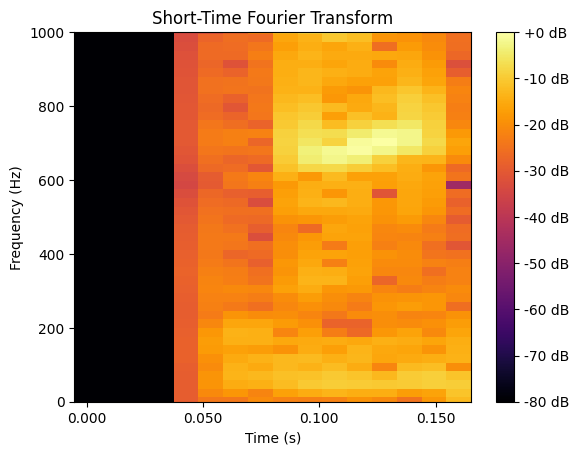 Short-Time Fourier Transform
1000
800
600
400
200
0
Frequency (Hz)
0.000
0.050
0.100
0.150
Time (s)
+0 dB
-10 dB
-20 dB
-30 dB
-40 dB
-50 dB
-60 dB
-70 dB
-80 dB